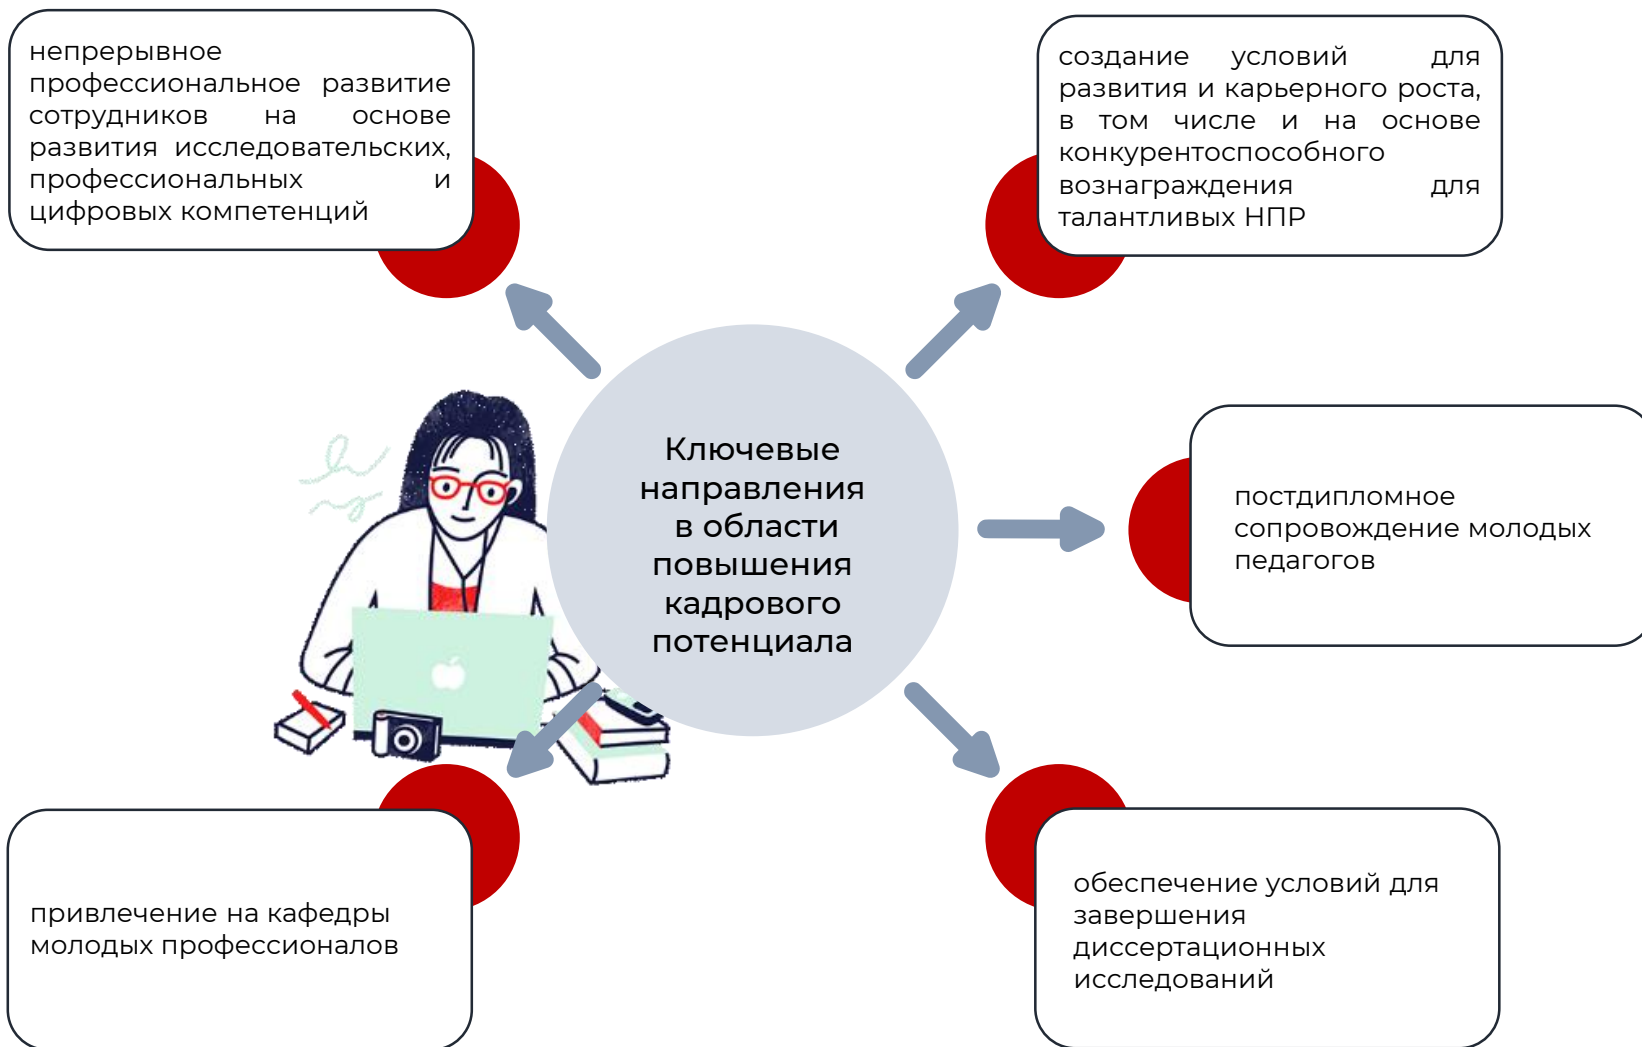 непрерывное
профессиональное развитие
сотрудников на основе
развития исследовательских,
профессиональных и
цифровых компетенций
создание условий для
развития и карьерного роста,
в том числе и на основе
конкурентоспособного
вознаграждения для
талантливых НПР
Ключевые
направления
в области
повышения
кадрового
потенциала
постдипломное
сопровождение молодых
педагогов
привлечение на кафедры
молодых профессионалов
обеспечение условий для
завершения
диссертационных
исследований